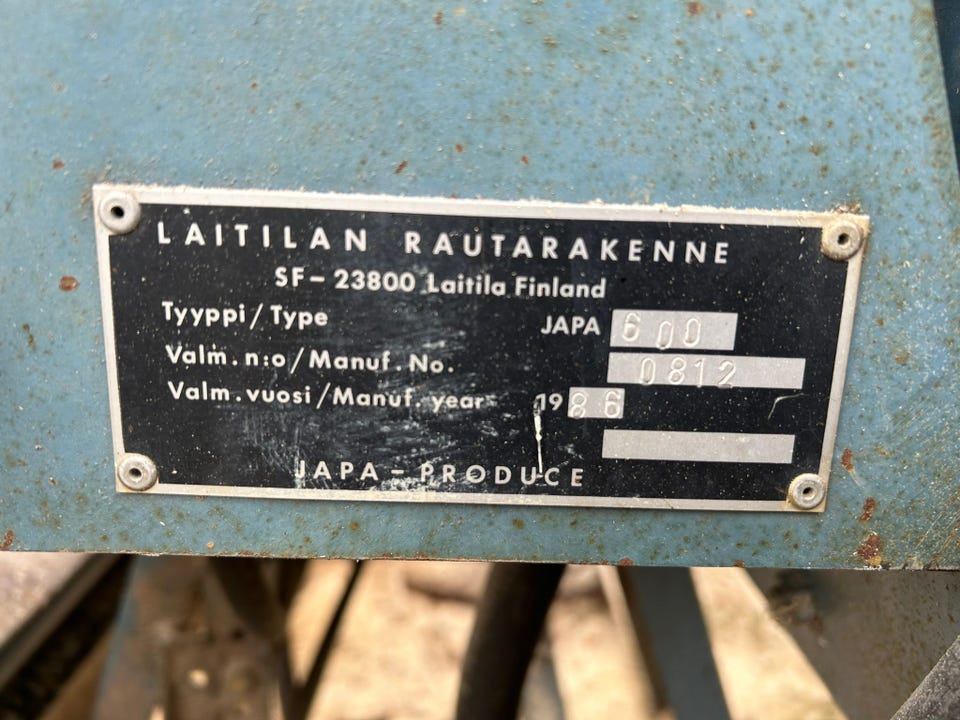 LAITILAN RAUTARAKENNE
SF-23800 Laitila Finland
Tyyppi/Type JAPA 600
Valm. n:o/Manuf. No. 0812
Valm. vuosi/Manuf. year 1986
JAPA-PRODUCE